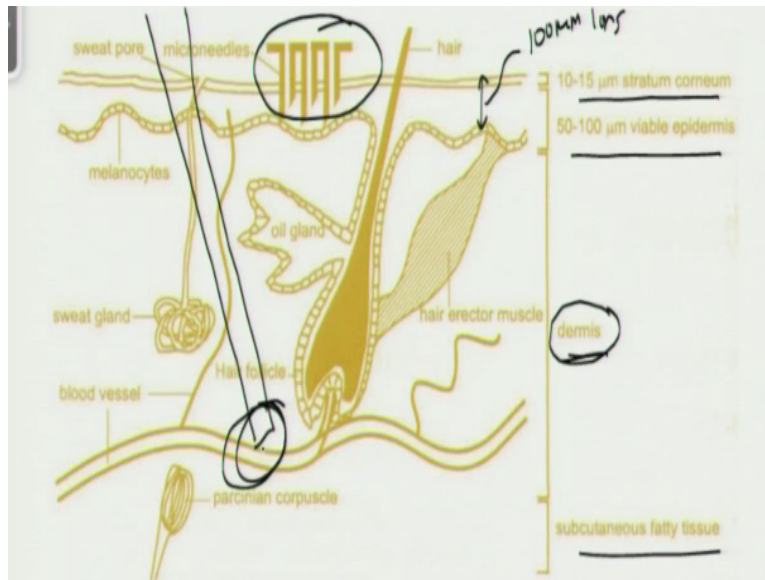 100μm long
sweat pore microneedles hair
10-15 μm stratum corneum
50-100 μm viable epidermis
melanocytes
oil gland
sweat gland
hair erector muscle
dermis
Hair follicle
blood vessel
parcinian corpuscle
subcutaneous fatty tissue